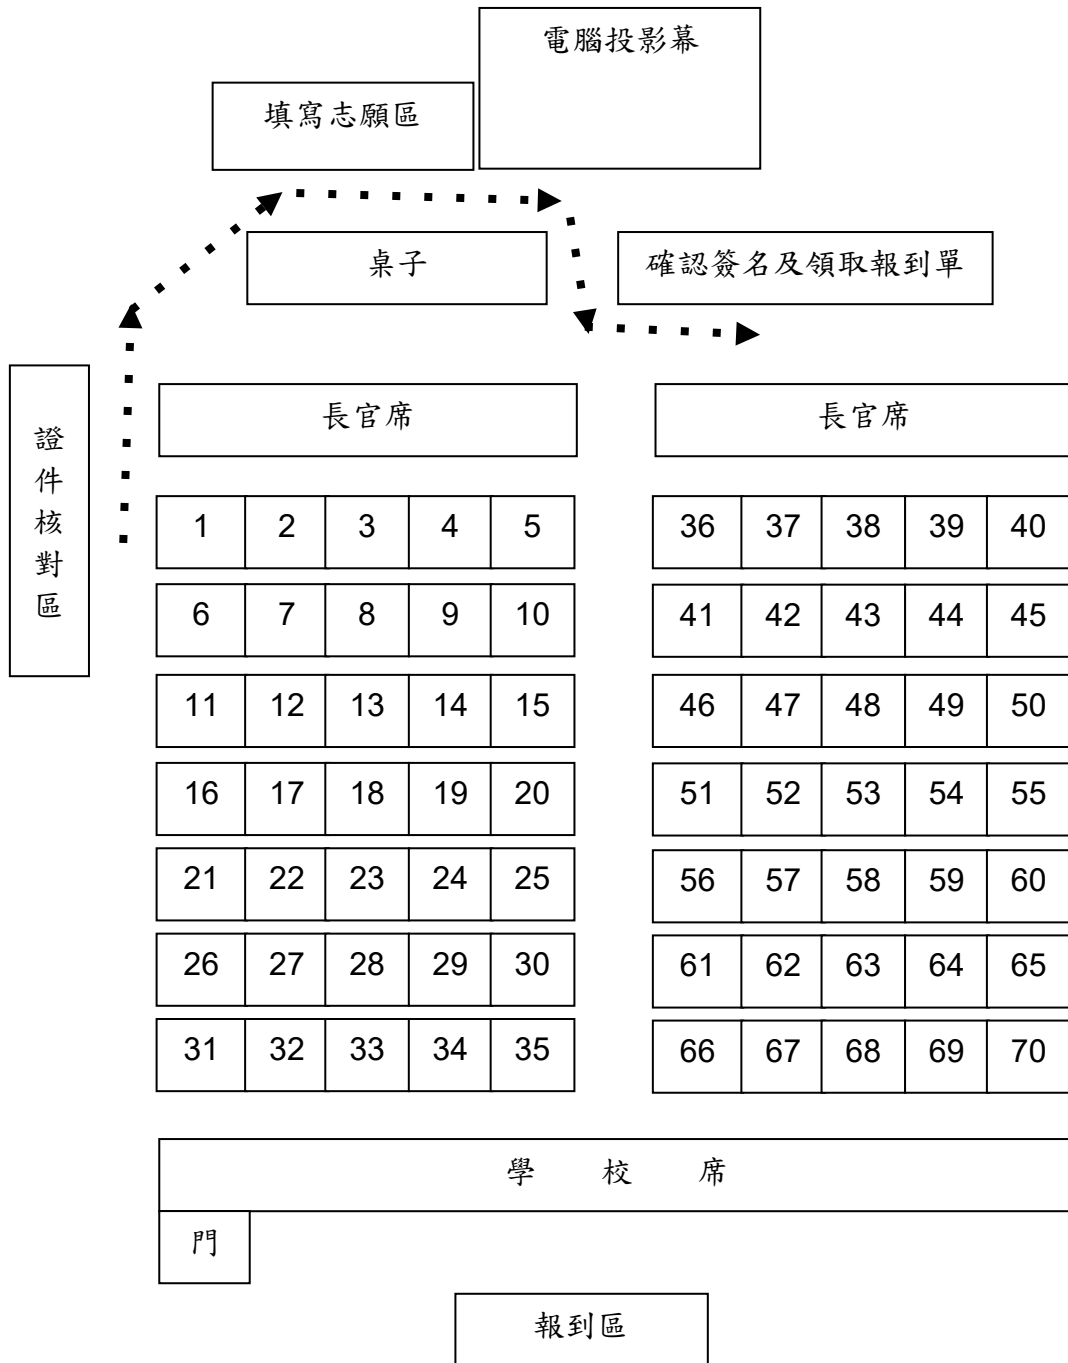 電腦投影幕
填寫志願區
桌子
確認簽名及領取報到單
證件核對區
長官席 長官席
1 2 3 4 5 36 37 38 39 40
6 7 8 9 10 41 42 43 44 45
11 12 13 14 15 46 47 48 49 50
16 17 18 19 20 51 52 53 54 55
21 22 23 24 25 56 57 58 59 60
26 27 28 29 30 61 62 63 64 65
31 32 33 34 35 66 67 68 69 70
學 校 席
門
報到區